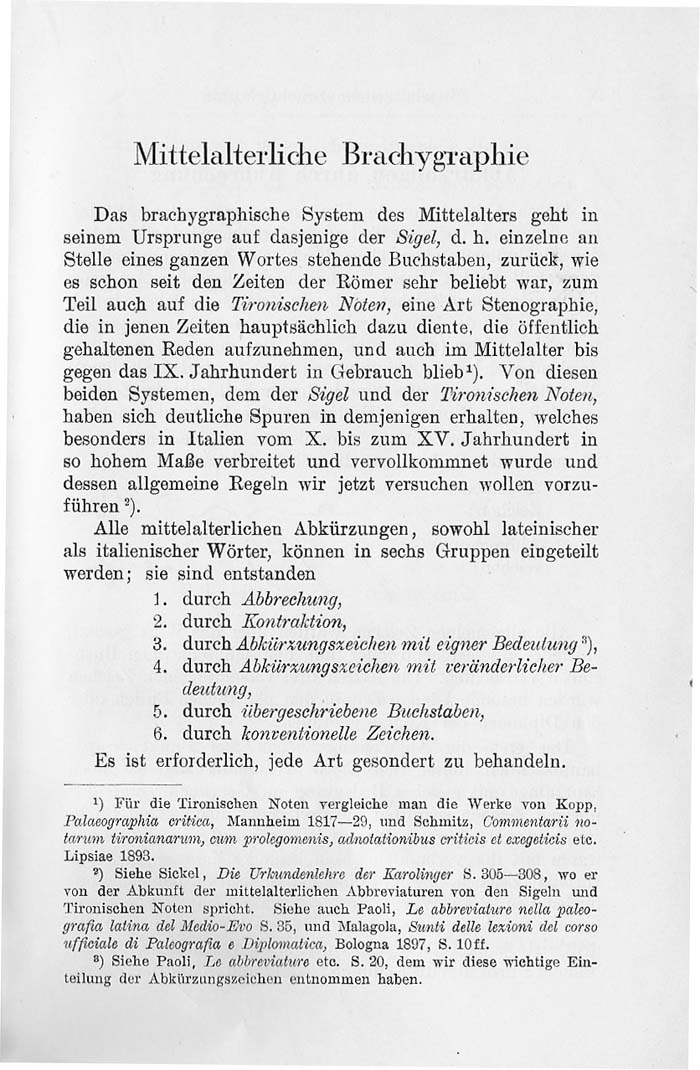 Mittelalterliche Brachygraphie
Das brachygraphische System des Mittelalters geht in
seinem Ursprunge auf dasjenige der Sigel, d. h. einzelne an
Stelle eines ganzen Wortes stehende Buchstaben, zurück, wie
es schon seit den Zeiten der Römer sehr beliebt war, zum
Teil auch auf die Tironischen Noten, eine Art Stenographie,
die in jenen Zeiten hauptsächlich dazu diente, die öffentlich
gehaltenen Reden aufzunehmen, und auch im Mittelalter bis
gegen das IX. Jahrhundert in Gebrauch blieb¹). Von diesen
beiden Systemen, dem der Sigel und der Tironischen Noten,
haben sich deutliche Spuren in demjenigen erhalten, welches
besonders in Italien vom X. bis zum XV. Jahrhundert in
so hohem Maße verbreitet und vervollkommnet wurde und
dessen allgemeine Regeln wir jetzt versuchen wollen vorzu-
führen ²).
Alle mittelalterlichen Abkürzungen, sowohl lateinischer
als italienischer Wörter, können in sechs Gruppen eingeteilt
werden; sie sind entstanden
1. durch Abbrechung,
2. durch Kontraktion,
3. durch Abkürzungszeichen mit eigner Bedeutung ³),
4. durch Abkürzungszeichen mit veränderlicher Be-
deutung,
5. durch übergeschriebene Buchstaben,
6. durch konventionelle Zeichen.
Es ist erforderlich, jede Art gesondert zu behandeln.
¹) Für die Tironischen Noten vergleiche man die Werke von Kopp,
Palaeographia critica, Mannheim 1817—29, und Schmitz, Commentarii no-
tarum tironianarum, cum prolegomenis, adnotationibus criticis et exegeticis etc.
Lipsiae 1893.
²) Siehe Sickel, Die Urkundenlehre der Karolinger S. 305—308, wo er
von der Abkunft der mittelalterlichen Abbreviaturen von den Sigeln und
Tironischen Noten spricht. Siehe auch Paoli, Le abbreviature nella paleo-
grafia latina del Medio-Evo S. 35, und Malagola, Sunti delle lezioni del corso
ufficiale di Paleografia e Diplomatica, Bologna 1897, S. 10ff.
³) Siehe Paoli, Le abbreviature etc. S. 20, dem wir diese wichtige Ein-
teilung der Abkürzungszeichen entnommen haben.